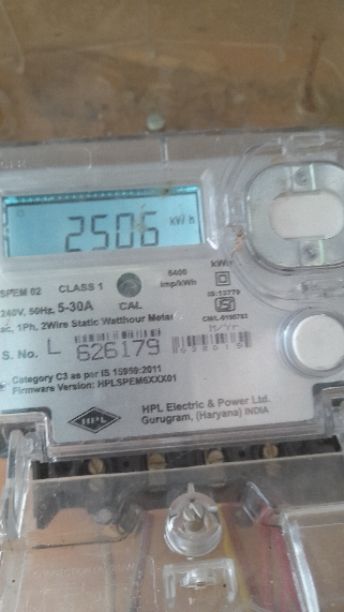 2506 kWh
SPEM 02 CLASS 1 5400 imp/kWh kWh
240V, 50Hz, 5-30A CAL IS:13779
ac, 1Ph, 2Wire Static Watthour Meter
M/Yr
S. No. L 626179
Category C3 as per IS 15959:2011
Firmware Version: HPLSPEM6XXX01
HPL
HPL Electric & Power Ltd.
Gurugram, (Haryana) INDIA